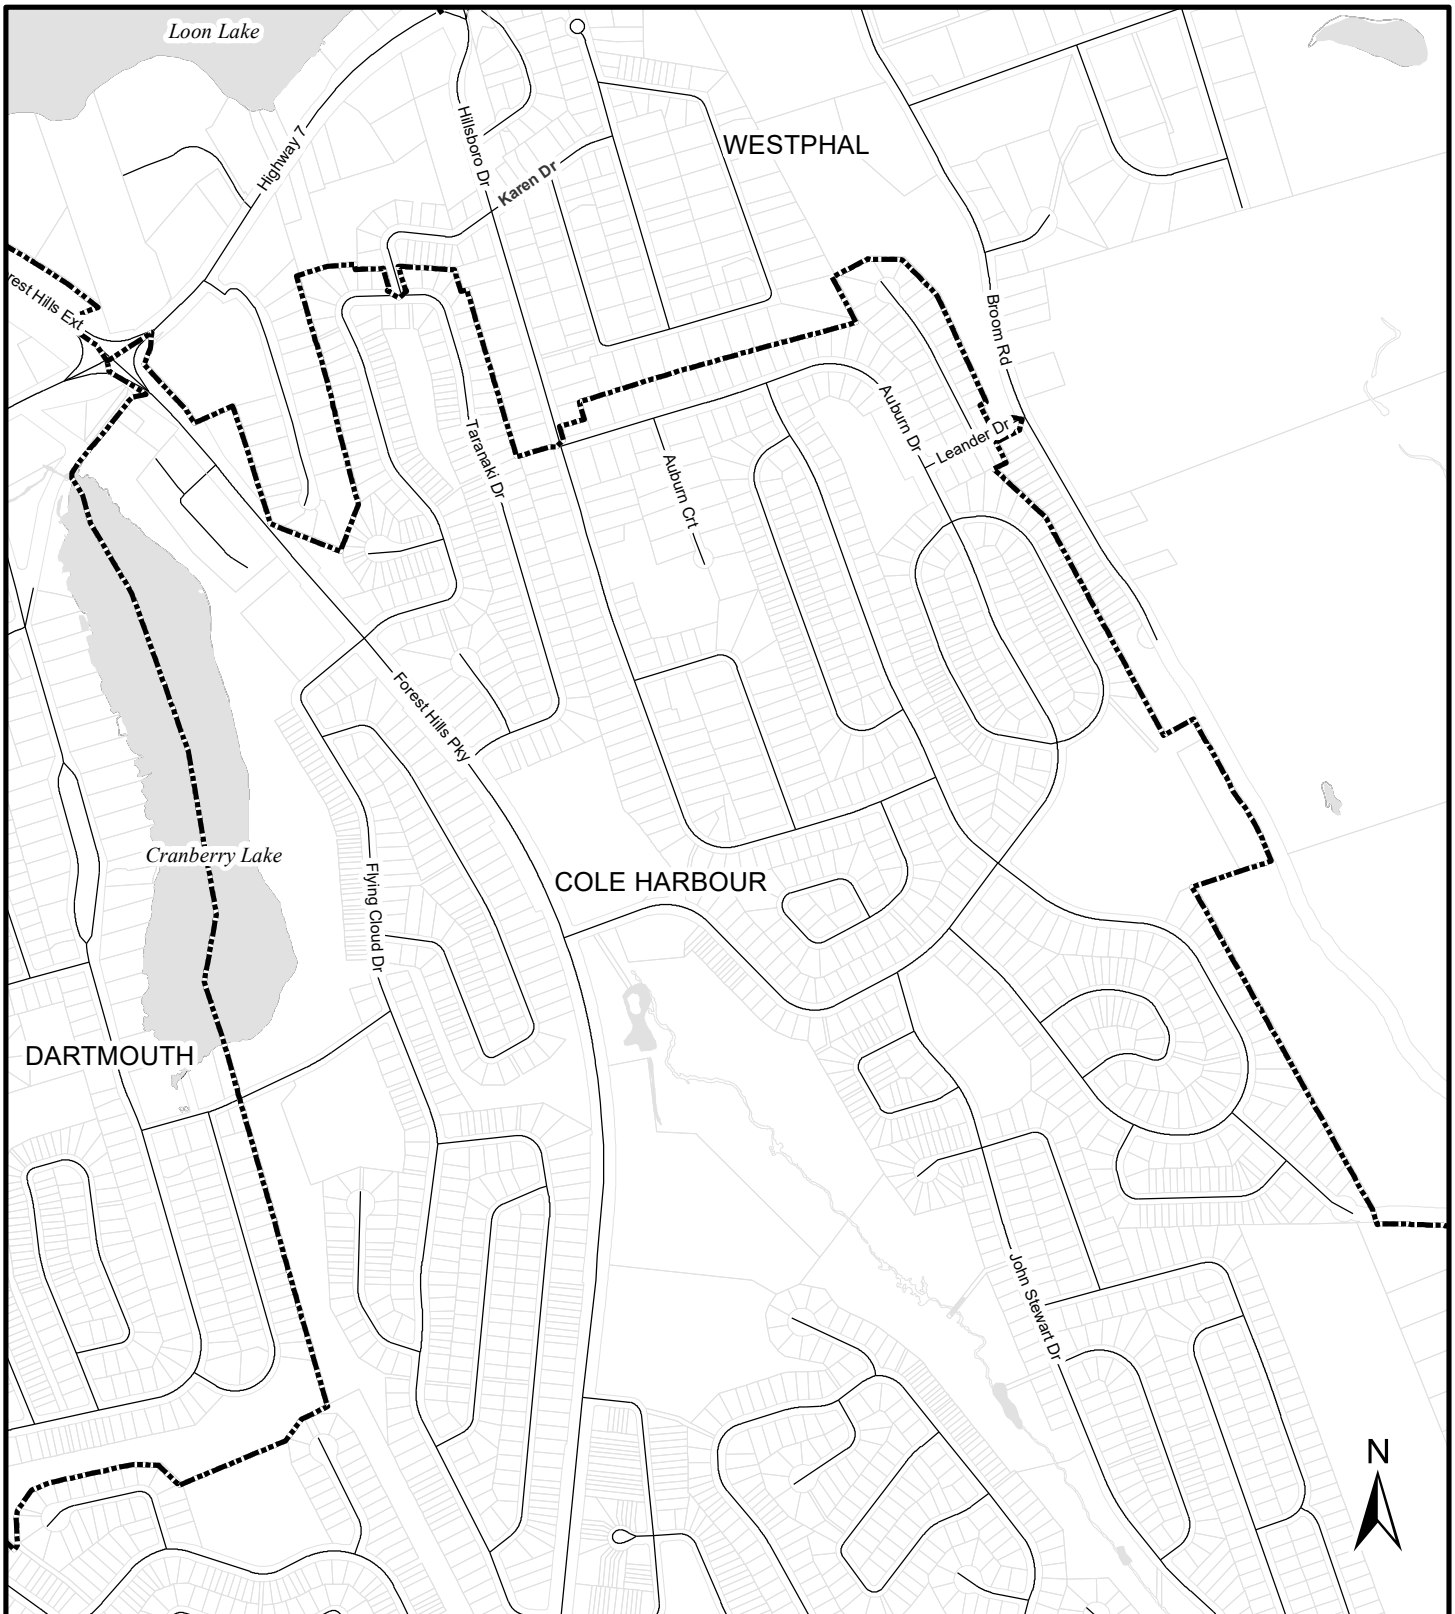 Loon Lake
Highway 7
Hillsboro Dr
Karen Dr
WESTPHAL
rest Hills Ext
Broom Rd
Taranaki Dr
Auburn Dr
Leander Dr
Auburn Crt
Forest Hills Pky
Cranberry Lake
Flying Cloud Dr
COLE HARBOUR
DARTMOUTH
John Stewart Dr
N